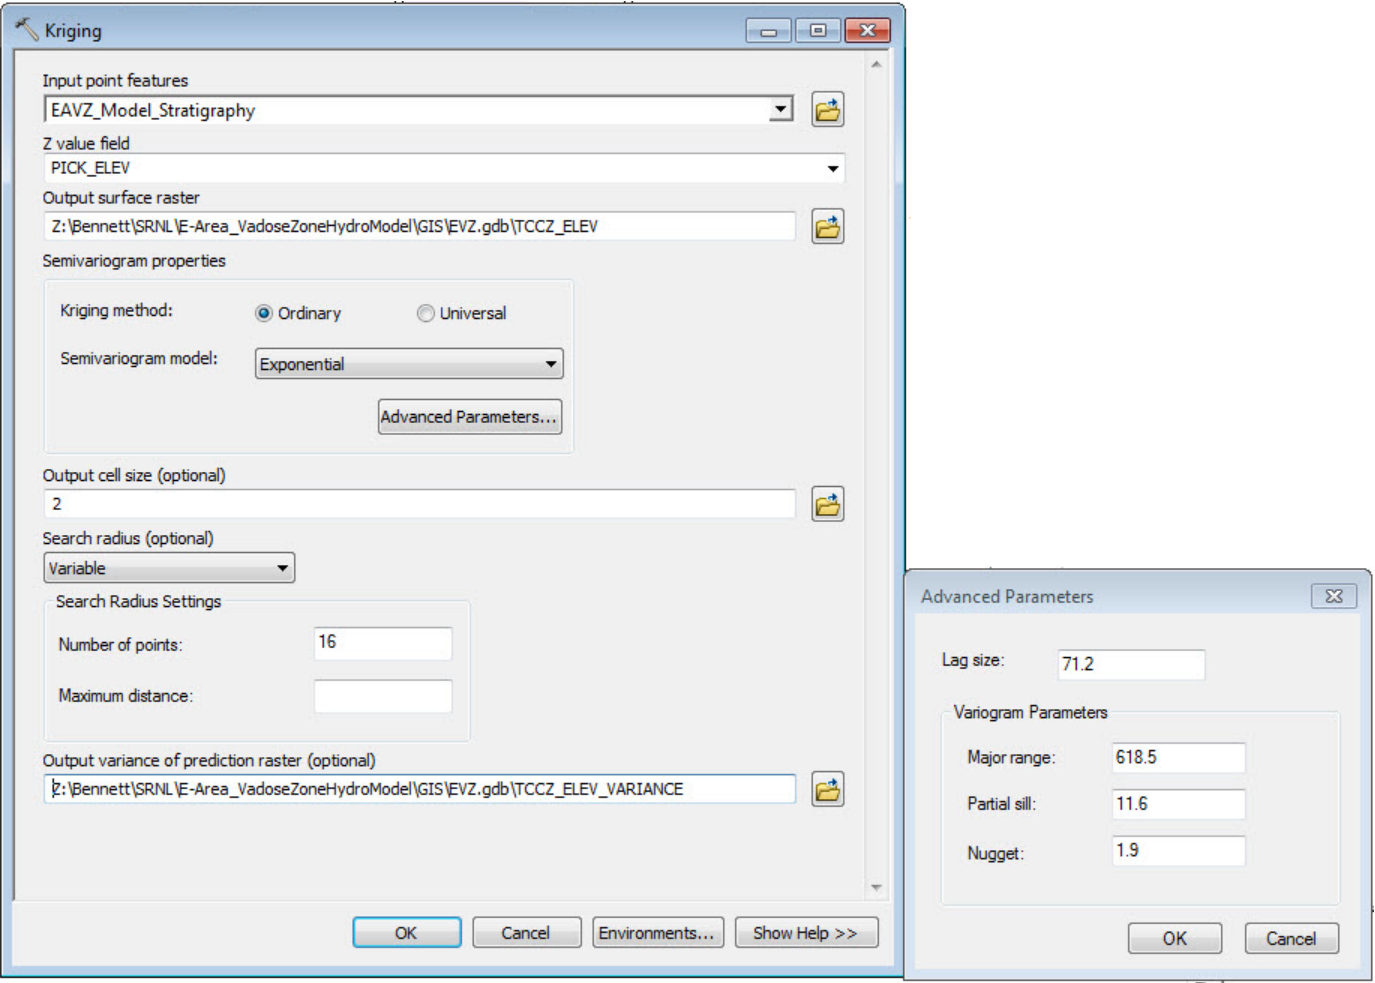 Kriging
Input point features
EAVZ_Model_Stratigraphy
Z value field
PICK_ELEV
Output surface raster
Z:\Bennett\SRNL\E-Area_VadoseZoneHydroModel\GIS\EVZ.gdb\TCCZ_ELEV
Semivariogram properties
Kriging method: Ordinary Universal
Semivariogram model: Exponential
Advanced Parameters...
Output cell size (optional)
2
Search radius (optional)
Variable
Search Radius Settings
Number of points: 16
Maximum distance:
Output variance of prediction raster (optional)
Z:\Bennett\SRNL\E-Area_VadoseZoneHydroModel\GIS\EVZ.gdb\TCCZ_ELEV_VARIANCE
OK Cancel Environments... Show Help >>
Advanced Parameters
Lag size: 71.2
Variogram Parameters
Major range: 618.5
Partial sill: 11.6
Nugget: 1.9
OK Cancel